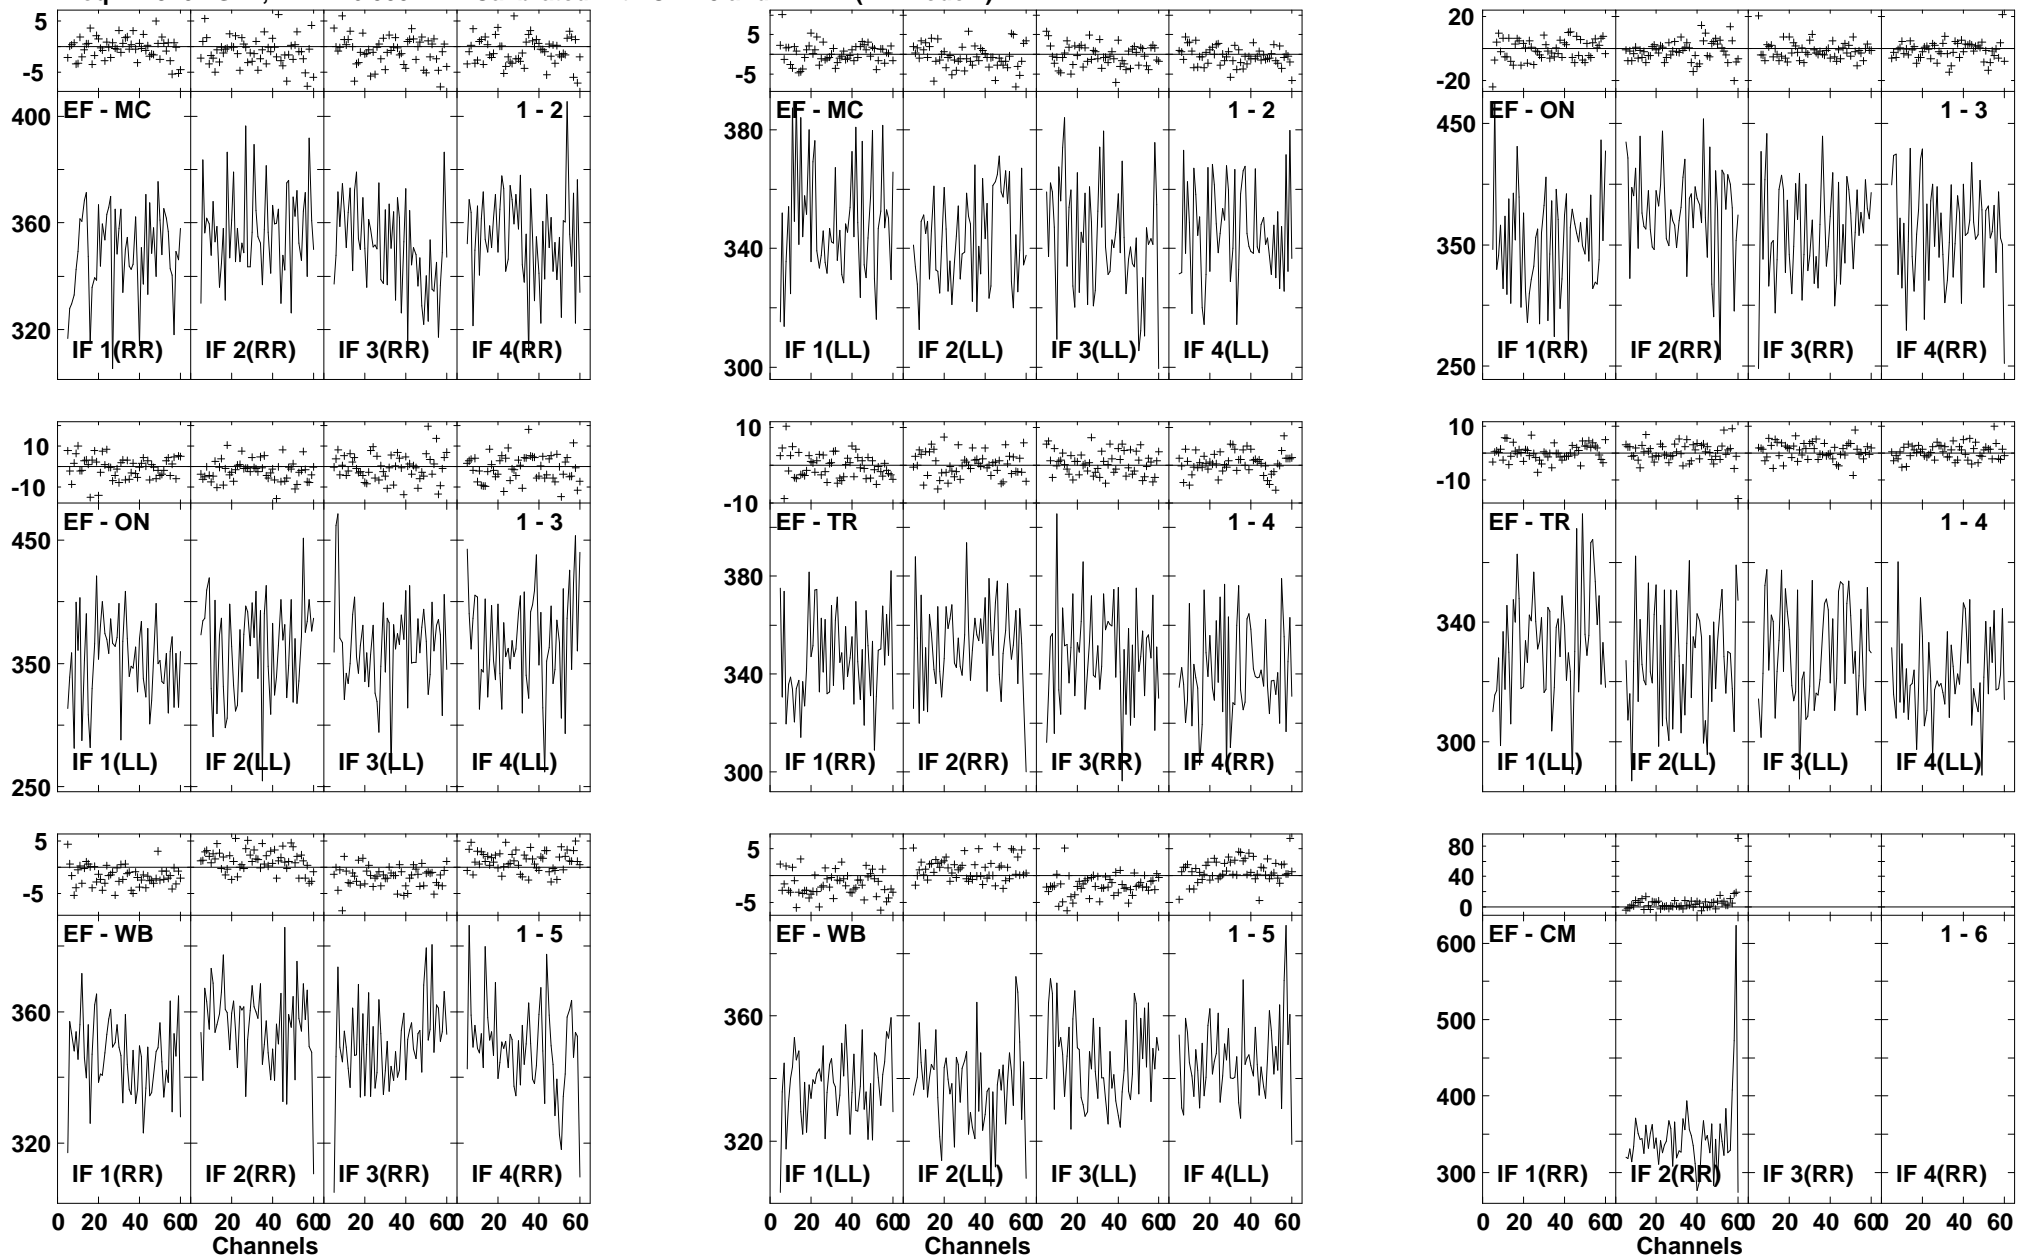 5 5 20
-5 -5 -20
EF - MC 1 - 2 EF - MC 1 - 2 EF - ON 1 - 3
400 380 450
360 340 350
320 300 250
IF 1(RR) IF 2(RR) IF 3(RR) IF 4(RR) IF 1(LL) IF 2(LL) IF 3(LL) IF 4(LL) IF 1(RR) IF 2(RR) IF 3(RR) IF 4(RR)
10 10 10
-10 -10 -10
EF - ON 1 - 3 EF - TR 1 - 4 EF - TR 1 - 4
450 380 340
350 340 300
250 300
IF 1(LL) IF 2(LL) IF 3(LL) IF 4(LL) IF 1(RR) IF 2(RR) IF 3(RR) IF 4(RR) IF 1(LL) IF 2(LL) IF 3(LL) IF 4(LL)
5 5 80
-5 -5 40
0
EF - WB 1 - 5 EF - WB 1 - 5 EF - CM 1 - 6
360 360 600
320 320 500
400
300
IF 1(RR) IF 2(RR) IF 3(RR) IF 4(RR) IF 1(LL) IF 2(LL) IF 3(LL) IF 4(LL) IF 1(RR) IF 2(RR) IF 3(RR) IF 4(RR)
0 20 40 60 0 20 40 60 0 20 40 60 0 20 40 60 0 20 40 60 0 20 40 60 0 20 40 60 0 20 40 60 0 20 40 60 0 20 40 60 0 20 40 60 0 20 40 60
Channels Channels Channels